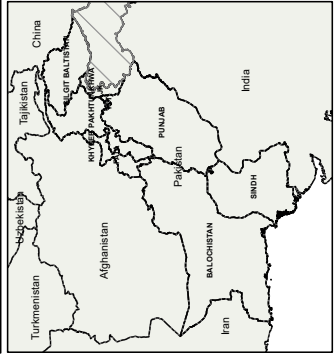 China
Tajikistan
GILGIT BALTISTAN
Uzbekistan
KHYBER PAKHTUNKHWA
India
Turkmenistan
PUNJAB
Afghanistan
Pakistan
SINDH
BALOCHISTAN
Iran